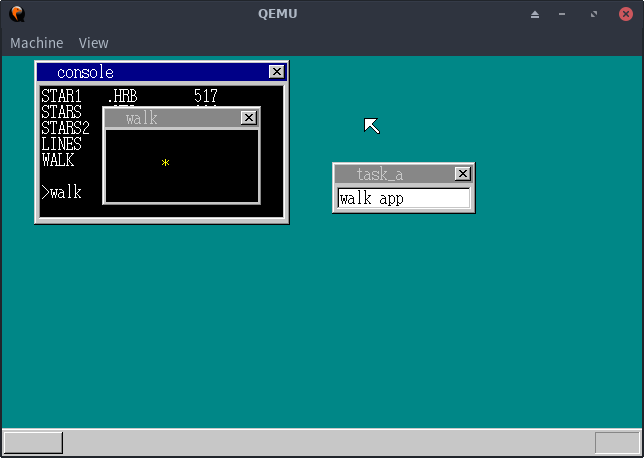 QEMU
Machine View
console
STAR1 .HRB 517
STARS
STARS2
LINES
WALK
>walk
walk
*
task_a
walk app